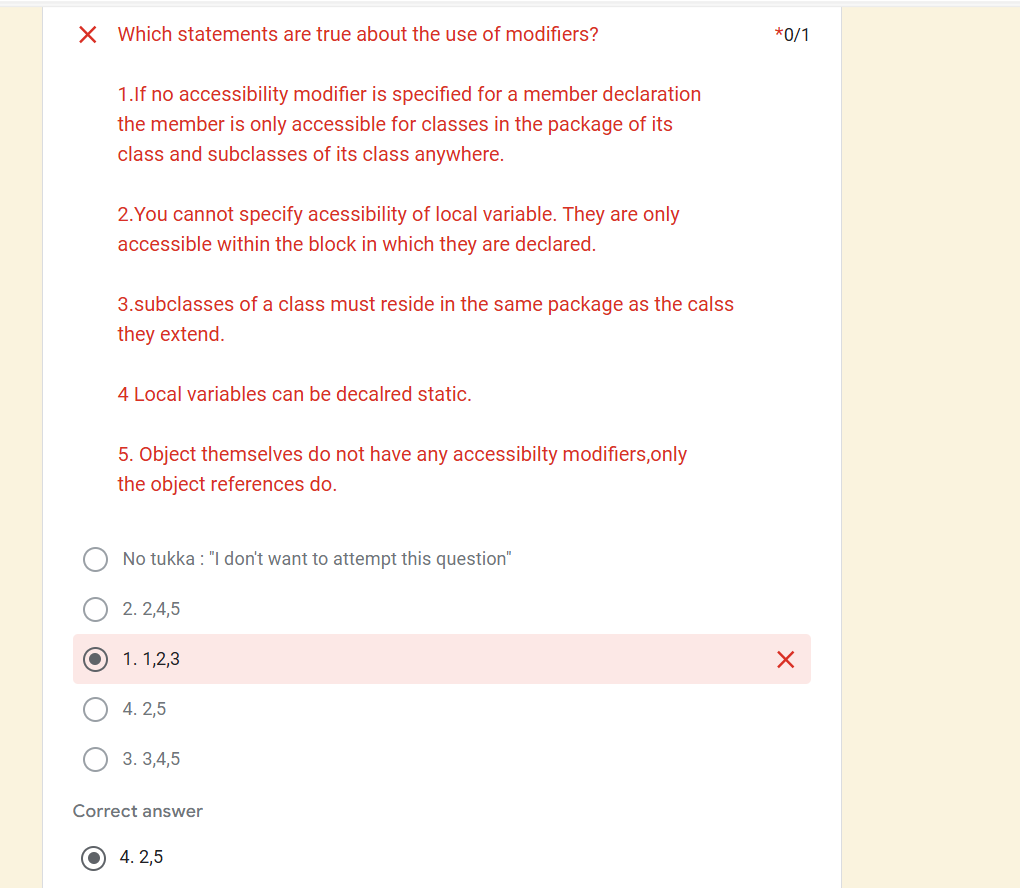 Which statements are true about the use of modifiers?
*0/1
1.If no accessibility modifier is specified for a member declaration
the member is only accessible for classes in the package of its
class and subclasses of its class anywhere.
2.You cannot specify acessibility of local variable. They are only
accessible within the block in which they are declared.
3.subclasses of a class must reside in the same package as the calss
they extend.
4 Local variables can be decalred static.
5. Object themselves do not have any accessibilty modifiers,only
the object references do.
No tukka : "I don't want to attempt this question"
2. 2,4,5
1. 1,2,3
4. 2,5
3. 3,4,5
Correct answer
4. 2,5